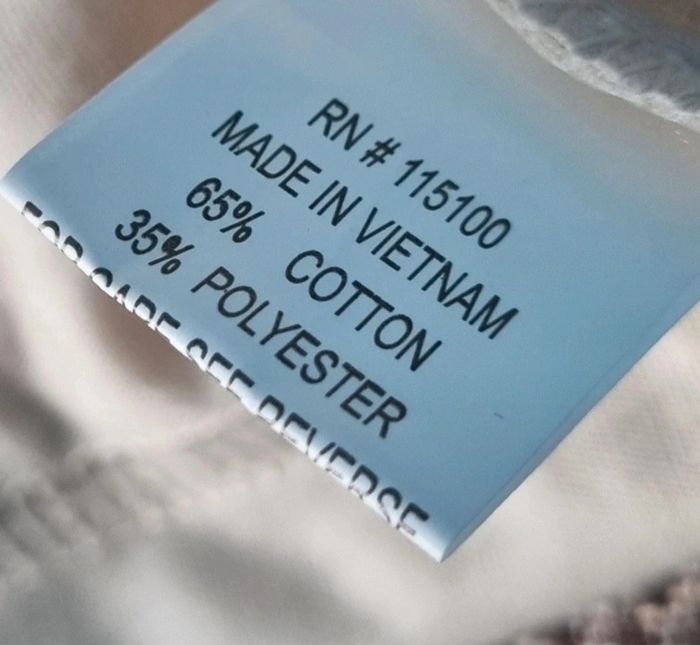 RN # 115100
MADE IN VIETNAM
65% COTTON
35% POLYESTER
FOR CARE SEE REVERSE